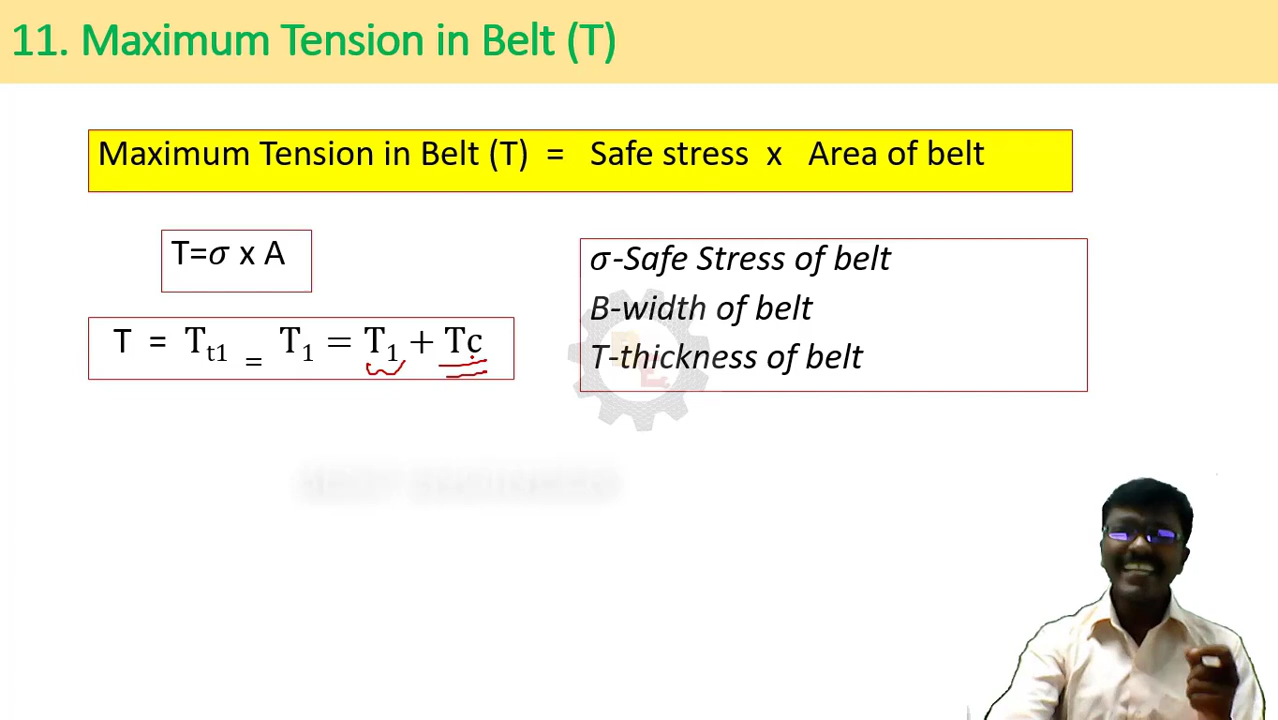 11. Maximum Tension in Belt (T)
Maximum Tension in Belt (T) = Safe stress x Area of belt
T=σ x A
T = Tt1 = T1 = T1 + Tc
σ-Safe Stress of belt
B-width of belt
T-thickness of belt